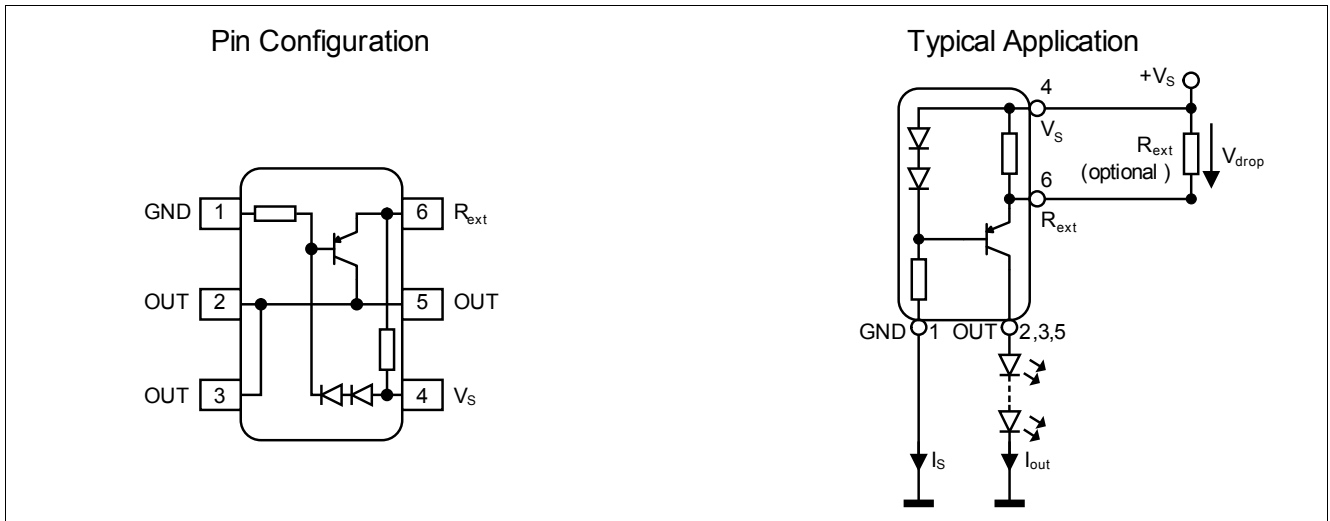 Pin Configuration
GND 1
6 Rext
OUT 2
5 OUT
OUT 3
4 VS
Typical Application
+VS
4
VS
Rext
(optional )
Vdrop
6
Rext
GND 1 OUT 2,3,5
IS
Iout